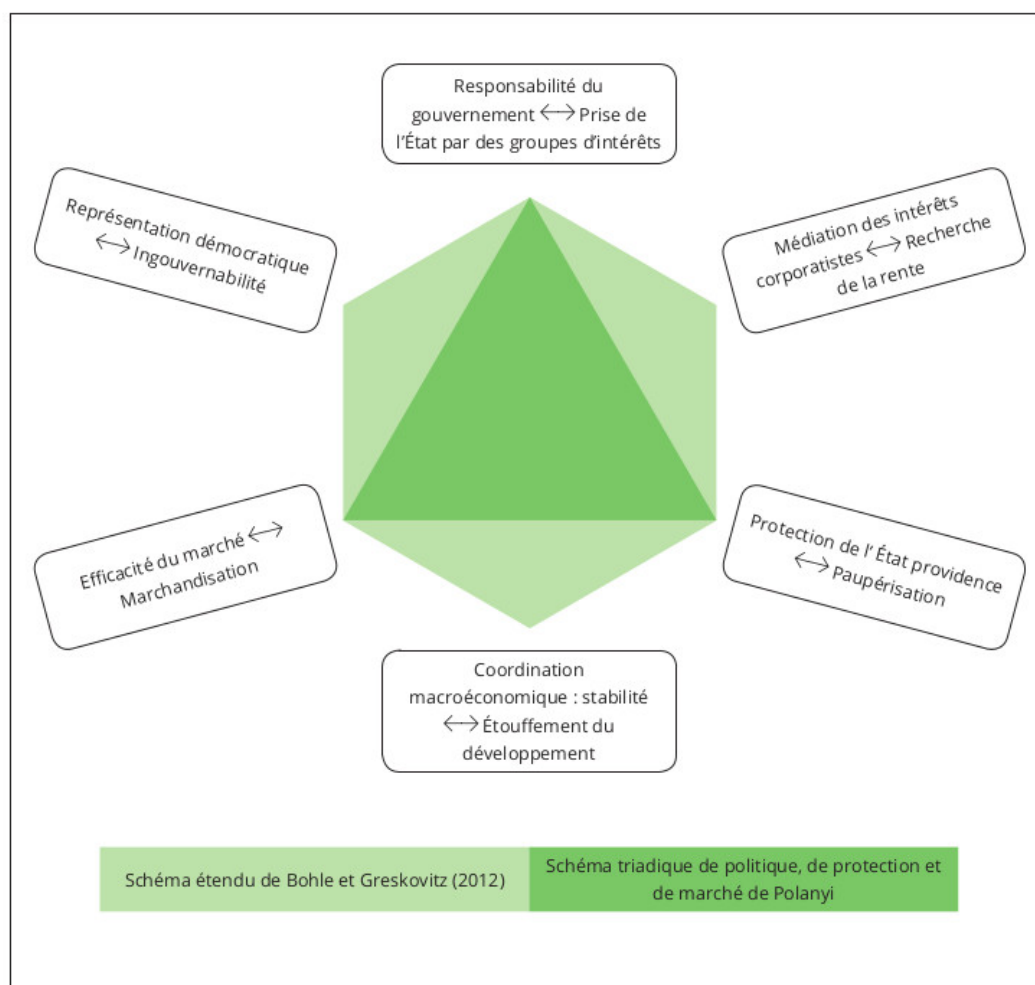 Responsabilité du
gouvernement ⟷ Prise de
l’État par des groupes d’intérêts
Représentation démocratique
⟷ Ingouvernabilité
Médiation des intérêts
corporatistes ⟷ Recherche
de la rente
Efficacité du marché ⟷
Marchandisation
Protection de l’ État providence
⟷ Paupérisation
Coordination
macroéconomique : stabilité
⟷ Étouffement du
développement
Schéma étendu de Bohle et Greskovitz (2012)
Schéma triadique de politique, de protection et
de marché de Polanyi